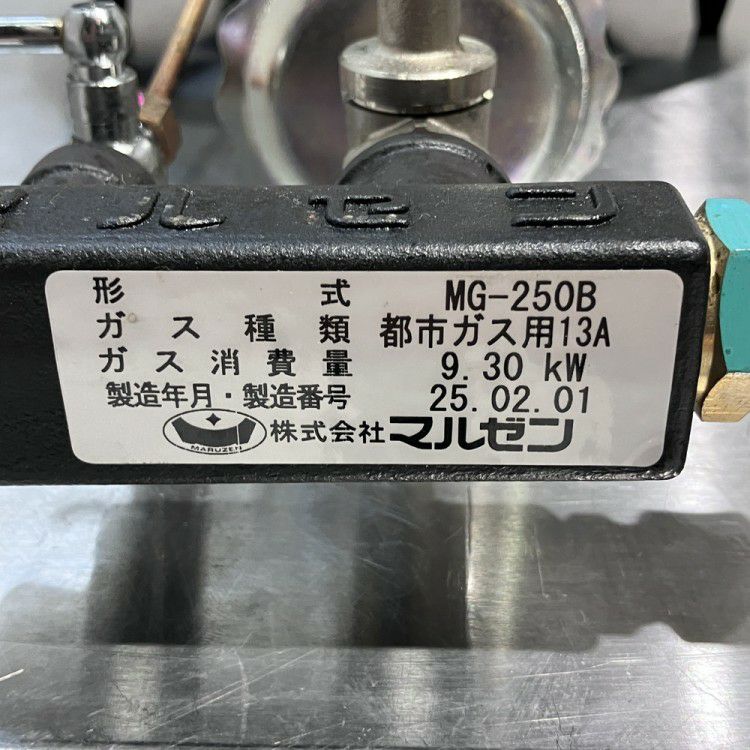 マルゼン
形式 MG-250B
ガス種類 都市ガス用13A
ガス消費量 9.30 kW
製造年月・製造番号 25.02.01
MARUZEN 株式会社 マルゼン